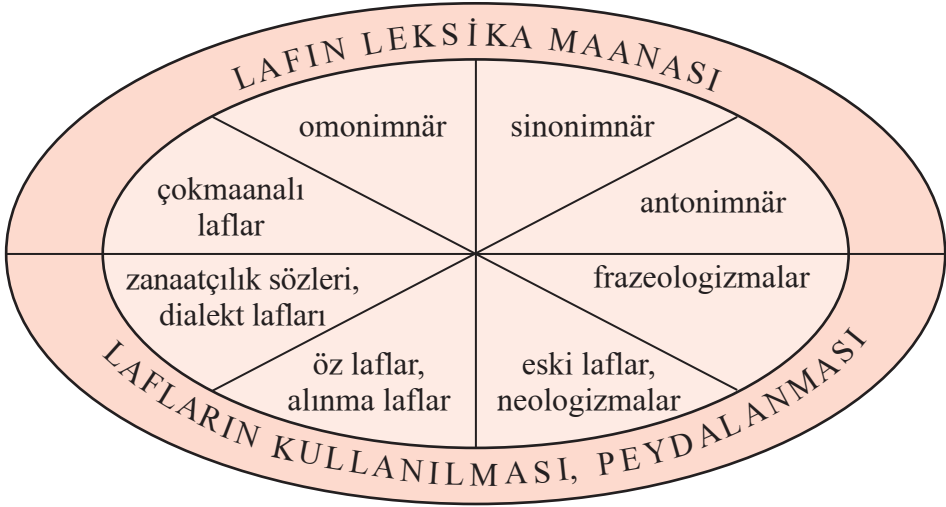 LAFIN LEKSİKA MAANASI
omonimnär
sinonimnär
çokmaanalı
laflar
antonimnär
zanaatçılık sözleri,
dialekt lafları
frazeologizmalar
öz laflar,
alınma laflar
eski laflar,
neologizmalar
LAFLARIN KULLANILMASI, PEYDALANMASI